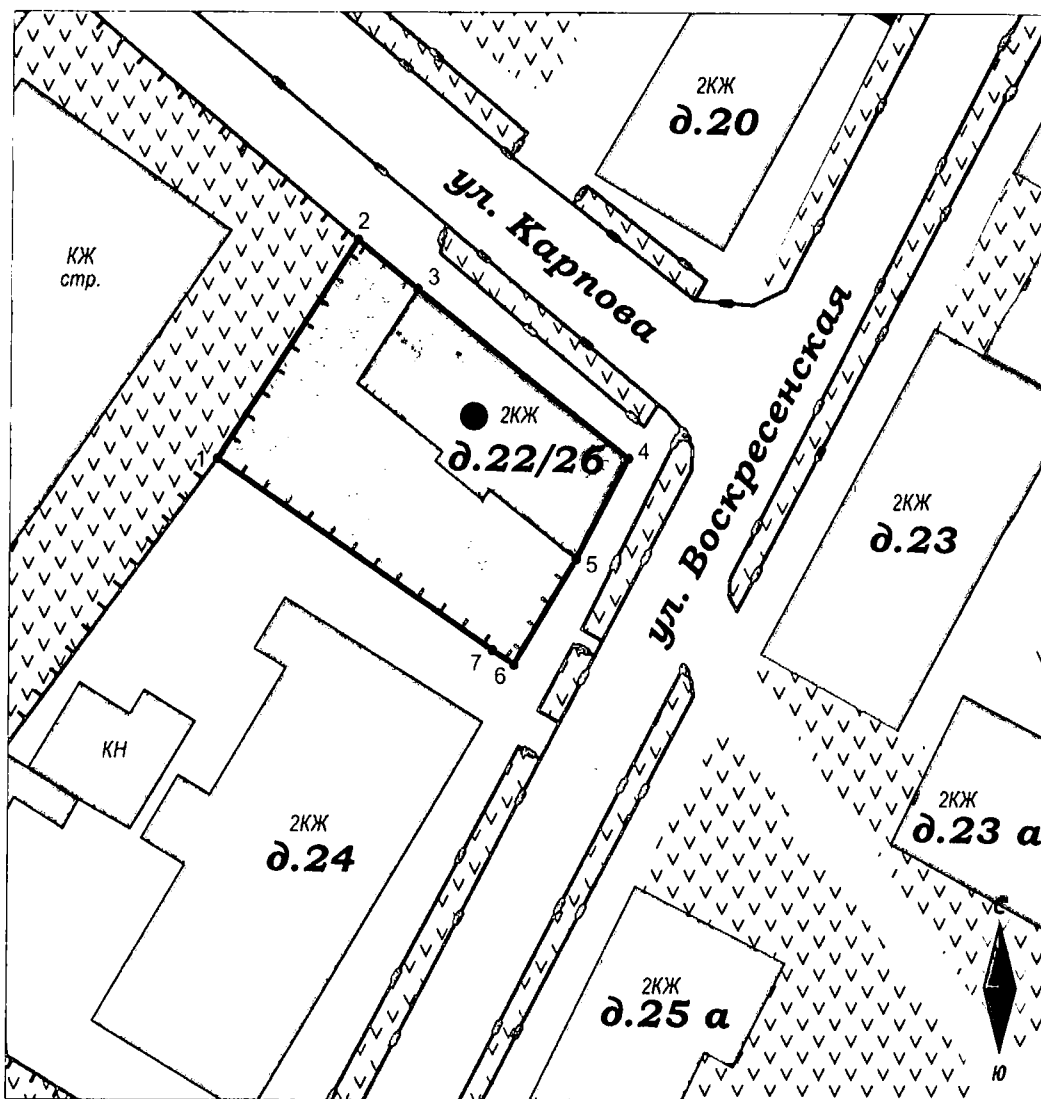 2КЖ
д.20
ул. Карпова
2
КЖ
стр.
3
2КЖ
д.22/26
4
1
ул. Воскресенская
2КЖ
д.23
5
7
6
КН
2КЖ
д.24
2КЖ
д.23 а
2КЖ
д.25 а
С
Ю